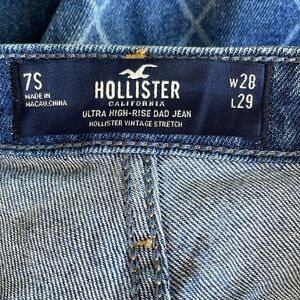 7S
MADE IN
MACAU, CHINA
HOLLISTER
CALIFORNIA
ULTRA HIGH-RISE DAD JEAN
HOLLISTER VINTAGE STRETCH
W28
L29